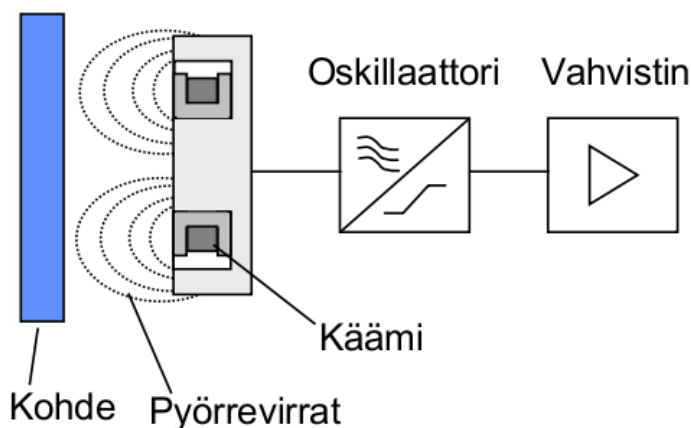 Oskillaattori
Vahvistin
Käämi
Kohde
Pyörrevirrat